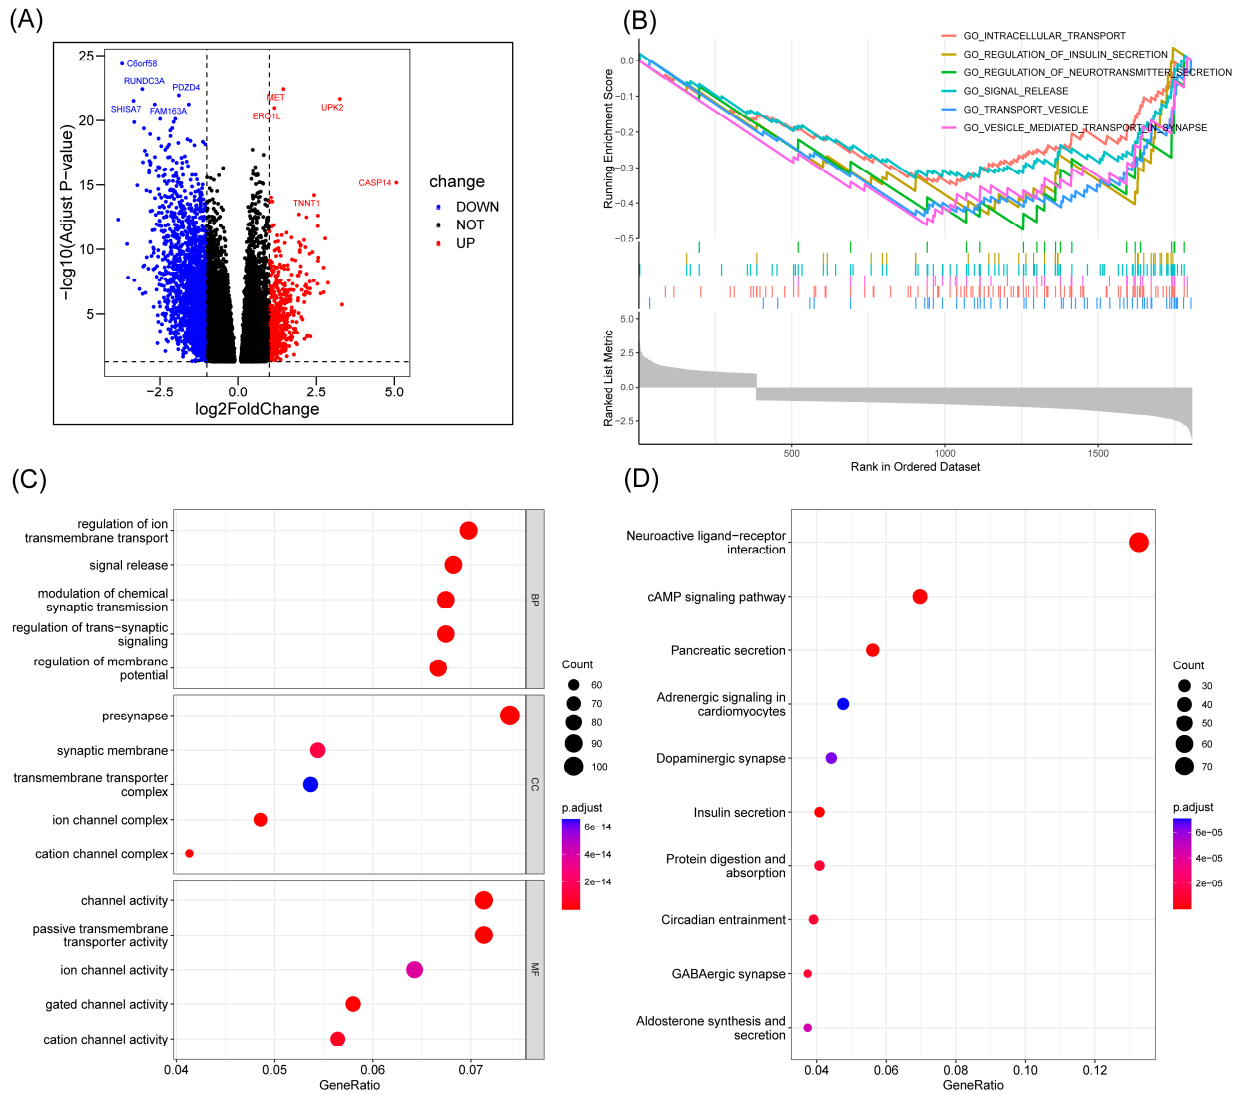 (A)
25
20
15
10
5
−log10(Adjust P−value)
C6orf58
RUNDC3A
PDZD4
SHISA7
FAM163A
MET
ERO1L
UPK2
CASP14
TNNT1
−2.5
0.0
2.5
5.0
log2FoldChange
change
DOWN
NOT
UP
(B)
GO_INTRACELLULAR_TRANSPORT
GO_REGULATION_OF_INSULIN_SECRETION
GO_REGULATION_OF_NEUROTRANSMITTER_SECRETION
GO_SIGNAL_RELEASE
GO_TRANSPORT_VESICLE
GO_VESICLE_MEDIATED_TRANSPORT_IN_SYNAPSE
0.0
−0.1
−0.2
−0.3
−0.4
−0.5
Running Enrichment Score
5.0
2.5
0.0
−2.5
Ranked List Metric
500
1000
1500
Rank in Ordered Dataset
(C)
regulation of ion
transmembrane transport
signal release
modulation of chemical
synaptic transmission
regulation of trans−synaptic
signaling
regulation of membrane
potential
BP
presynapse
synaptic membrane
transmembrane transporter
complex
ion channel complex
cation channel complex
CC
channel activity
passive transmembrane
transporter activity
ion channel activity
gated channel activity
cation channel activity
MF
0.04
0.05
0.06
0.07
GeneRatio
Count
60
70
80
90
100
p.adjust
6e−14
4e−14
2e−14
(D)
Neuroactive ligand−receptor
interaction
cAMP signaling pathway
Pancreatic secretion
Adrenergic signaling in
cardiomyocytes
Dopaminergic synapse
Insulin secretion
Protein digestion and
absorption
Circadian entrainment
GABAergic synapse
Aldosterone synthesis and
secretion
0.04
0.06
0.08
0.10
0.12
GeneRatio
Count
30
40
50
60
70
p.adjust
6e−05
4e−05
2e−05